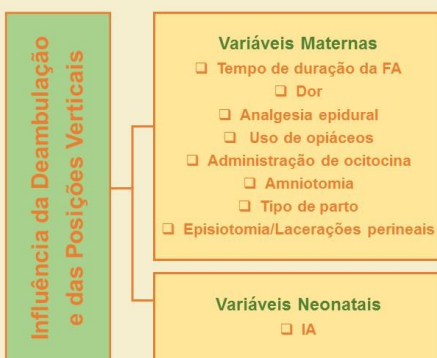 Influência da Deambulação
e das Posições Verticais
Variáveis Maternas
❑ Tempo de duração da FA
❑ Dor
❑ Analgesia epidural
❑ Uso de opiáceos
❑ Administração de ocitocina
❑ Amniotomia
❑ Tipo de parto
❑ Episiotomia/Lacerações perineais
Variáveis Neonatais
❑ IA